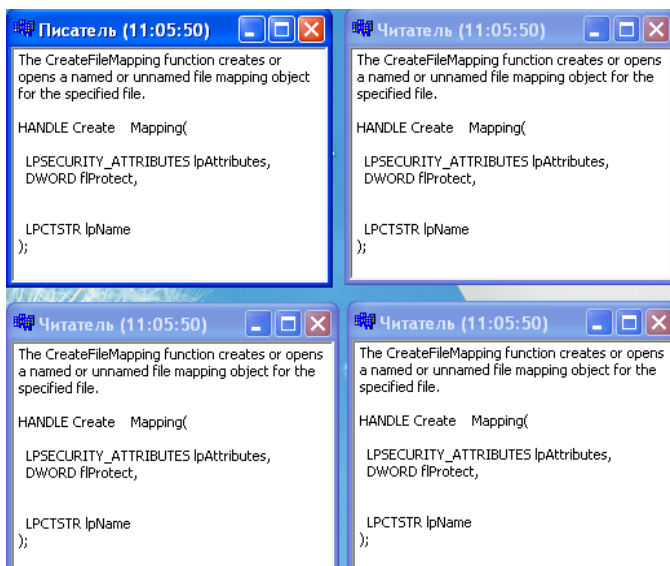 Писатель (11:05:50)
The CreateFileMapping function creates or
opens a named or unnamed file mapping object
for the specified file.
HANDLE Create    Mapping(
LPSECURITY_ATTRIBUTES lpAttributes,
DWORD flProtect,
LPCTSTR lpName
);
Читатель (11:05:50)
The CreateFileMapping function creates or opens
a named or unnamed file mapping object for the
specified file.
HANDLE Create    Mapping(
LPSECURITY_ATTRIBUTES lpAttributes,
DWORD flProtect,
LPCTSTR lpName
);
Читатель (11:05:50)
The CreateFileMapping function creates or opens
a named or unnamed file mapping object for the
specified file.
HANDLE Create    Mapping(
LPSECURITY_ATTRIBUTES lpAttributes,
DWORD flProtect,
LPCTSTR lpName
);
Читатель (11:05:50)
The CreateFileMapping function creates or opens
a named or unnamed file mapping object for the
specified file.
HANDLE Create    Mapping(
LPSECURITY_ATTRIBUTES lpAttributes,
DWORD flProtect,
LPCTSTR lpName
);